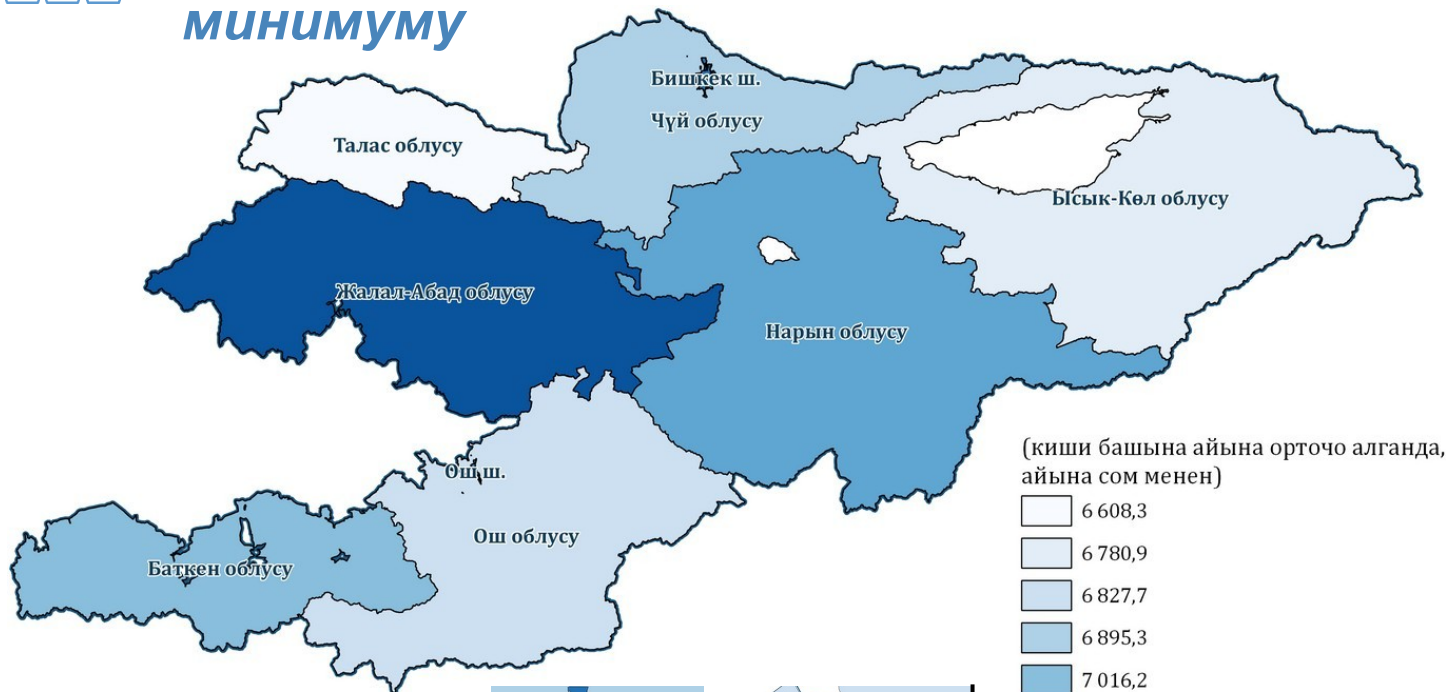 минимуму
Бишкек ш.
Чүй облусу
Талас облусу
Ысык-Көл облусу
Жалал-Абад облусу
Нарын облусу
(киши башына айына орточо алганда,
айына сом менен)
Ош ш.
6 608,3
Ош облусу
6 780,9
Баткен облусу
6 827,7
6 895,3
7 016,2